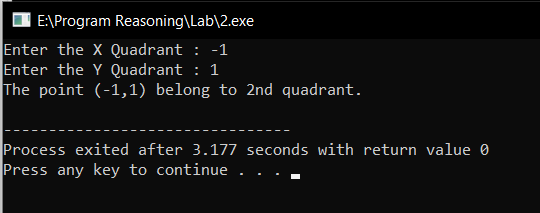 E:\Program Reasoning\Lab\2.exe
Enter the X Quadrant : -1
Enter the Y Quadrant : 1
The point (-1,1) belong to 2nd quadrant.
--------------------------------
Process exited after 3.177 seconds with return value 0
Press any key to continue . . .